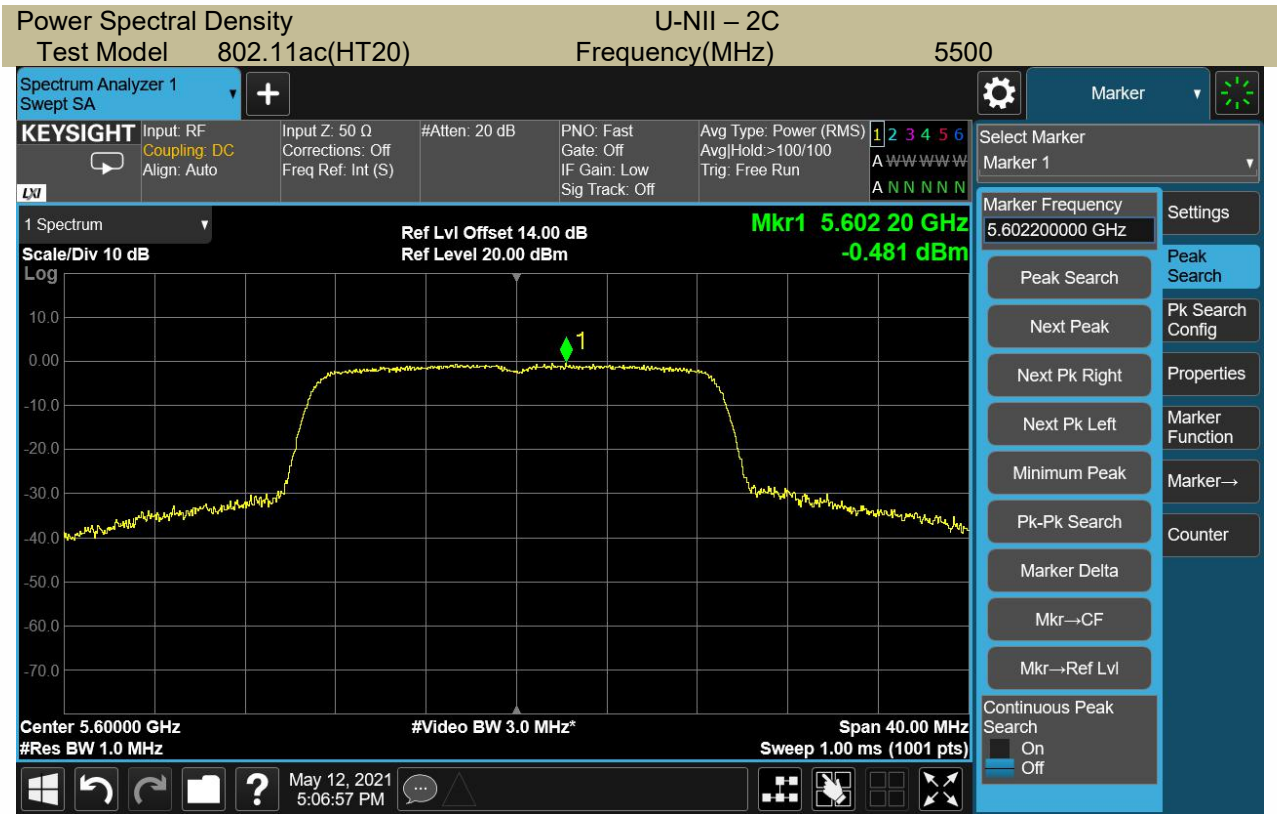 Power Spectral Density U-NII – 2C
Test Model 802.11ac(HT20) Frequency(MHz) 5500
Spectrum Analyzer 1
Swept SA
+
Marker
KEYSIGHT
LXI
Input: RF
Coupling: DC
Align: Auto
Input Z: 50 Ω
Corrections: Off
Freq Ref: Int (S)
#Atten: 20 dB
PNO: Fast
Gate: Off
IF Gain: Low
Sig Track: Off
Avg Type: Power (RMS)
Avg|Hold:>100/100
Trig: Free Run
1 2 3 4 5 6
A W W W W W
A N N N N N
Select Marker
Marker 1
1 Spectrum
Scale/Div 10 dB
Ref Lvl Offset 14.00 dB
Ref Level 20.00 dBm
Mkr1 5.602 20 GHz
-0.481 dBm
Log
10.0
0.00
-10.0
-20.0
-30.0
-40.0
-50.0
-60.0
-70.0
1
Center 5.60000 GHz
#Res BW 1.0 MHz
#Video BW 3.0 MHz*
Span 40.00 MHz
Sweep 1.00 ms (1001 pts)
Marker Frequency
5.602200000 GHz
Peak Search
Next Peak
Next Pk Right
Next Pk Left
Minimum Peak
Pk-Pk Search
Marker Delta
Mkr→CF
Mkr→Ref Lvl
Continuous Peak
Search
On
Off
Settings
Peak
Search
Pk Search
Config
Properties
Marker
Function
Marker→
Counter
?
May 12, 2021
5:06:57 PM